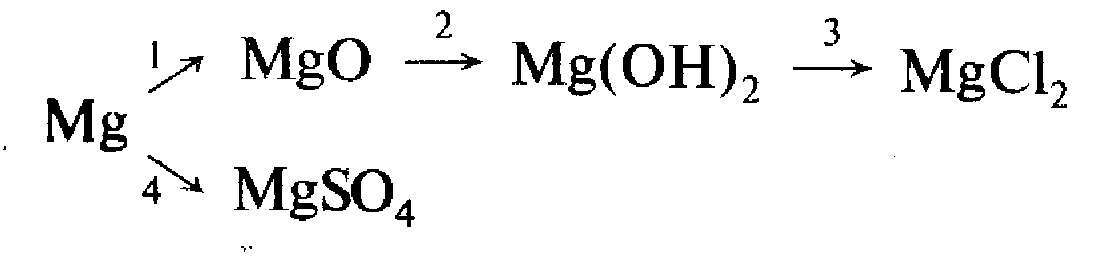 1 MgO 2 → Mg(OH)₂ 3 → MgCl₂
Mg
4 MgSO₄